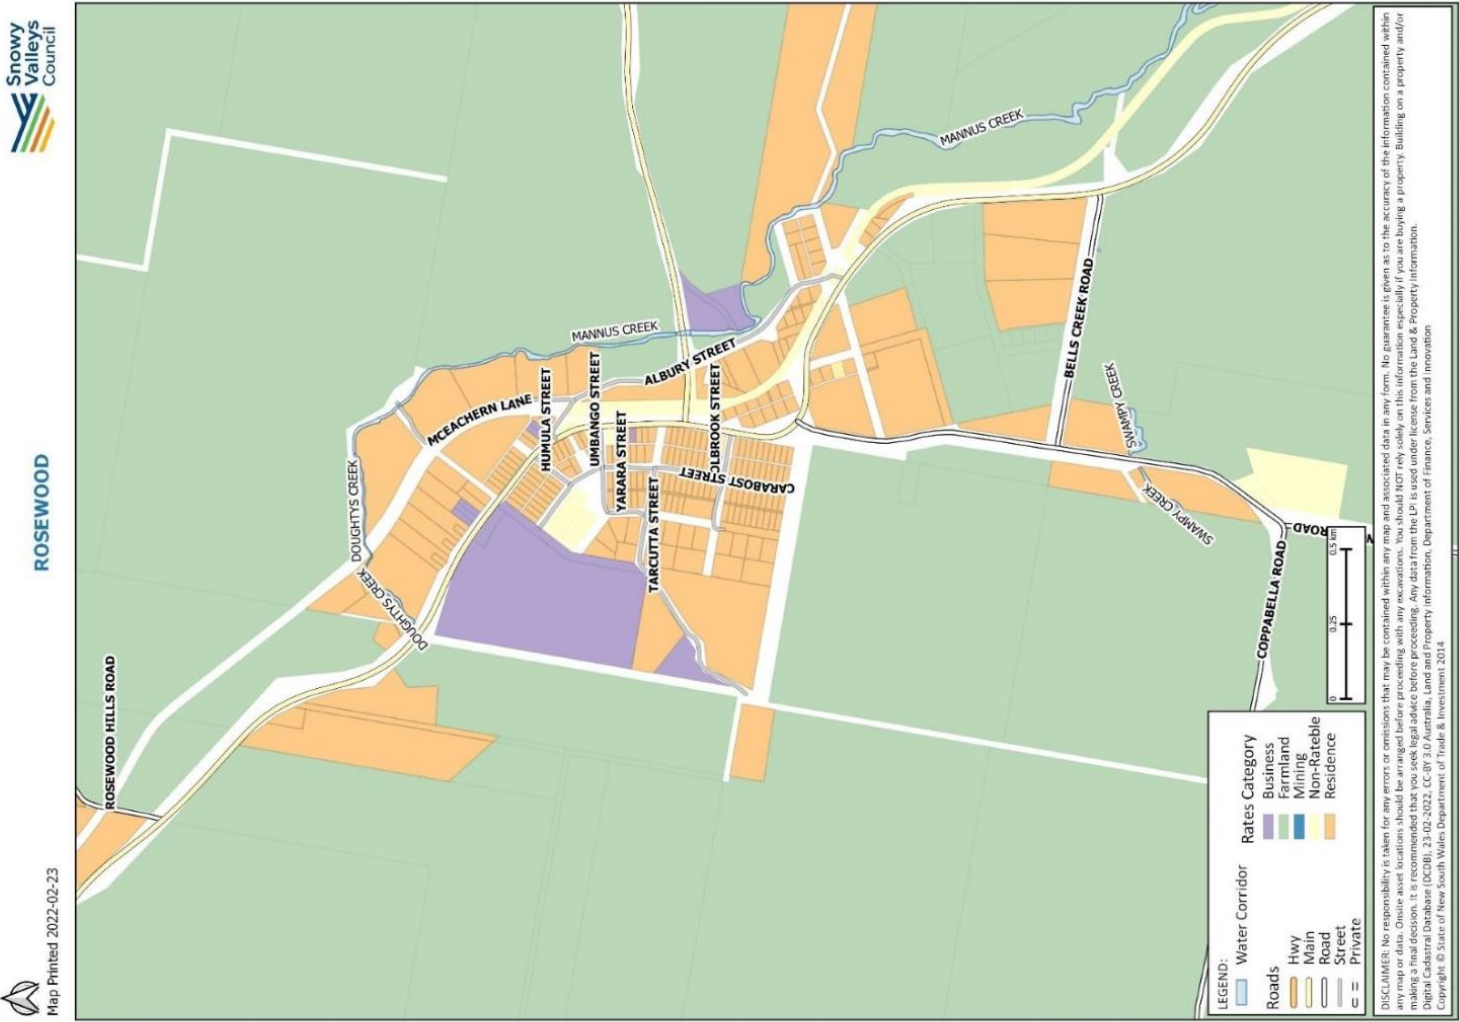 Map Printed 2022-02-23
ROSEWOOD
Snowy
Valleys
Council
ROSEWOOD HILLS ROAD
DOUGHTYS CREEK
DOUGHTYS CREEK
MCEACHERN LANE
MANNUS CREEK
HUMULA STREET
UMBANGO STREET
ALBURY STREET
YARARA STREET
OLBROOK STREET
CARABOST STREET
TARCUTTA STREET
MANNUS CREEK
BELLS CREEK ROAD
SWAMPY CREEK
SWAMPY CREEK
COPPABELLA ROAD
ROAD
LEGEND:
Water Corridor
Roads
Hwy
Main
Road
Street
Private
Rates Category
Business
Farmland
Mining
Non-Rateble
Residence
0 0.25 0.5 km
DISCLAIMER: No responsibility is taken for any errors or omissions that may be contained within any map and associated data in any form. No guarantee is given as to the accuracy of the information contained within
any map or data. Onsite asset locations should be arranged before proceeding with any excavations. You should NOT rely solely on this information especially if you are buying a property. Building on a property and/or
making a final decision. It is recommended that you seek legal advice before proceeding. Any data from the LPI is used under license from the Land & Property Information.
Digital Cadastral Database (DCDB), 23-02-2022, CC-BY 3.0 Australia, Land and Property Information, Department of Finance, Services and Innovation
Copyright © State of New South Wales Department of Trade & Investment 2014